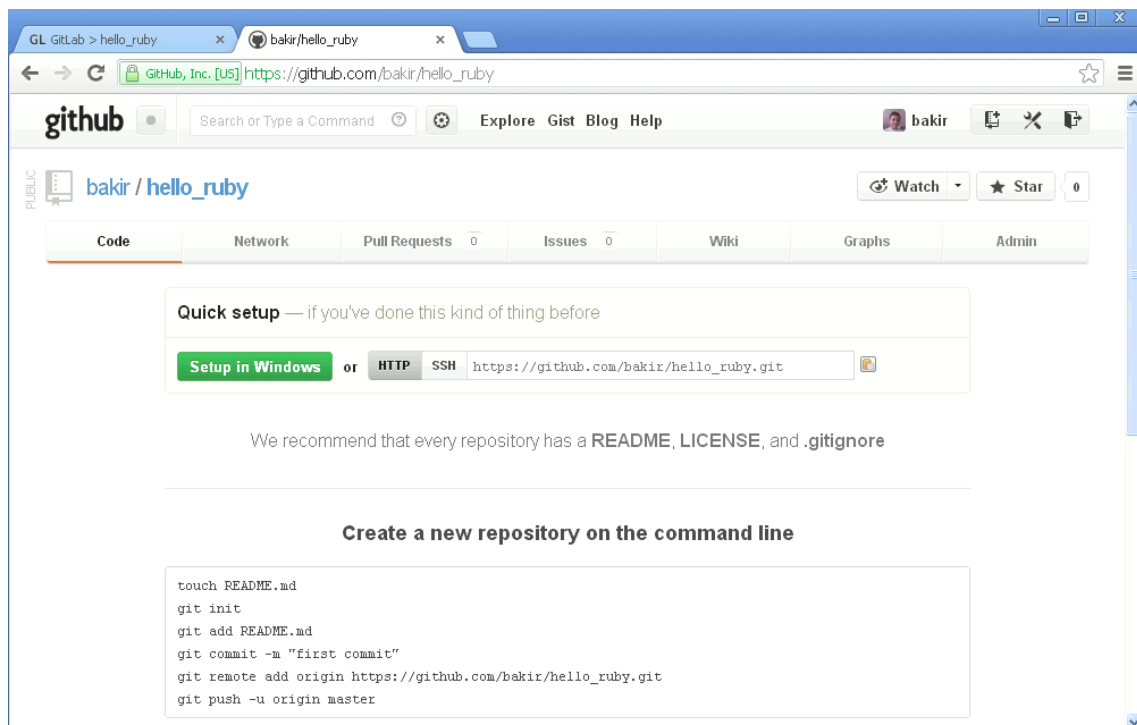 GL GitLab > hello_ruby
bakir/hello_ruby
GitHub, Inc. [US] https://github.com/bakir/hello_ruby
github Search or Type a Command Explore Gist Blog Help bakir
PUBLIC
bakir / hello_ruby Watch Star 0
Code Network Pull Requests 0 Issues 0 Wiki Graphs Admin
Quick setup — if you've done this kind of thing before
Setup in Windows or HTTP SSH https://github.com/bakir/hello_ruby.git
We recommend that every repository has a README, LICENSE, and .gitignore
Create a new repository on the command line
touch README.md
git init
git add README.md
git commit -m "first commit"
git remote add origin https://github.com/bakir/hello_ruby.git
git push -u origin master